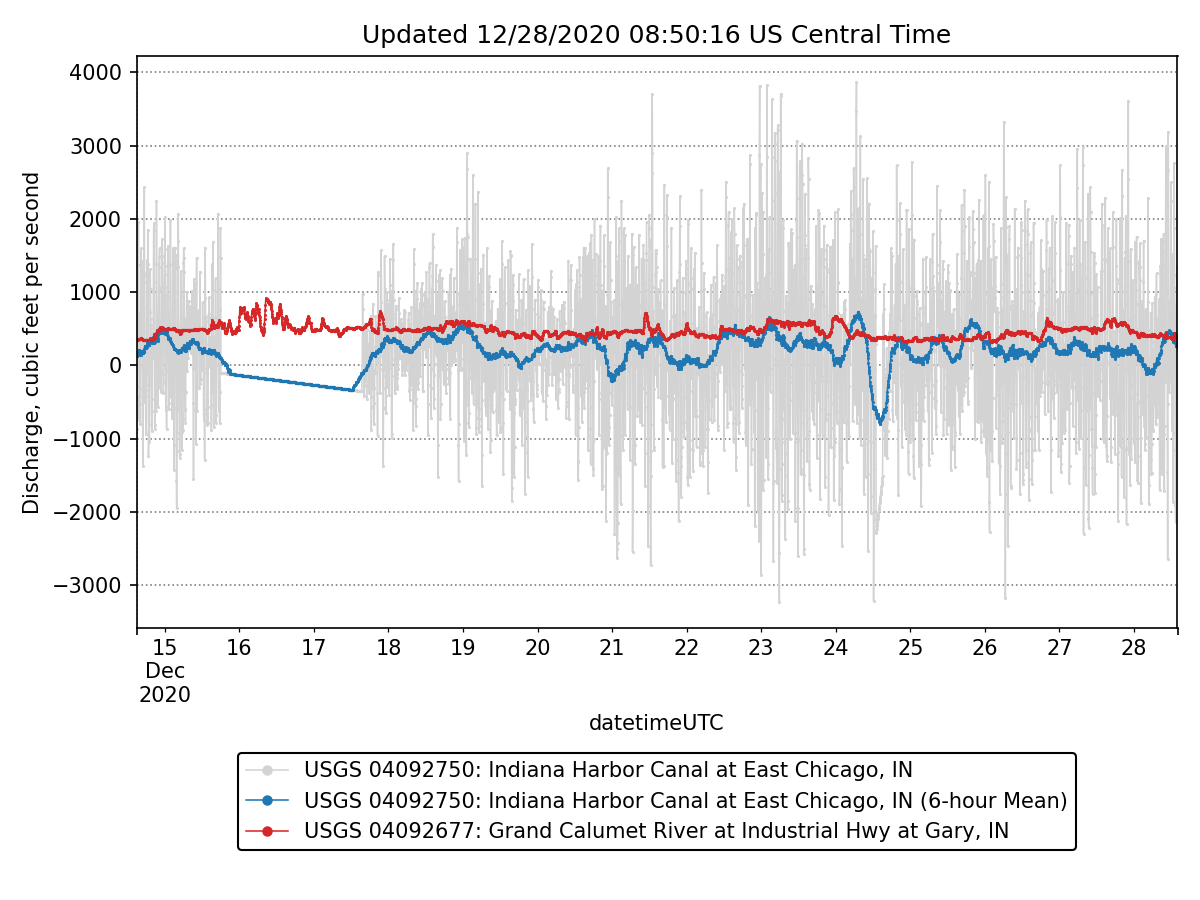 Updated 12/28/2020 08:50:16 US Central Time
Discharge, cubic feet per second
4000
3000
2000
1000
0
−1000
−2000
−3000
15 16 17 18 19 20 21 22 23 24 25 26 27 28
Dec
2020
datetimeUTC
USGS 04092750: Indiana Harbor Canal at East Chicago, IN
USGS 04092750: Indiana Harbor Canal at East Chicago, IN (6-hour Mean)
USGS 04092677: Grand Calumet River at Industrial Hwy at Gary, IN